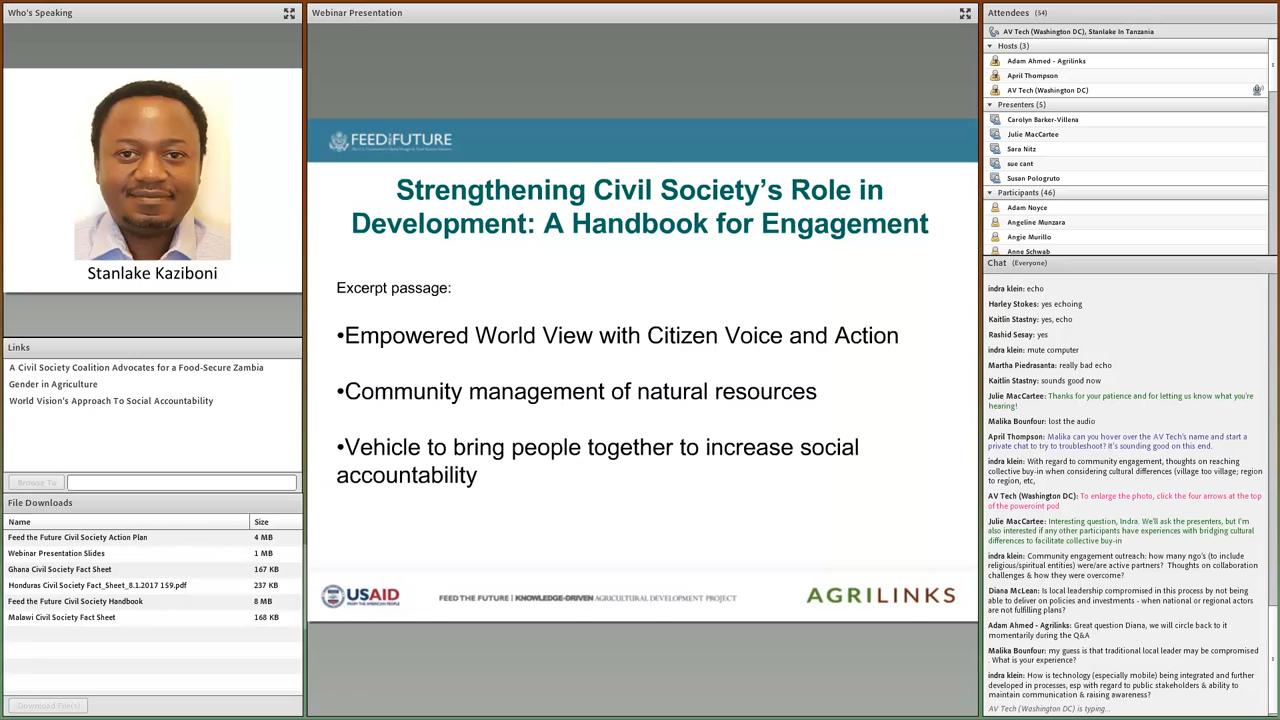 Who's Speaking
Stanlake Kaziboni
Links
A Civil Society Coalition Advocates for a Food-Secure Zambia
Gender in Agriculture
World Vision's Approach To Social Accountability
Browse To
File Downloads
Name Size
Feed the Future Civil Society Action Plan 4 MB
Webinar Presentation Slides 1 MB
Ghana Civil Society Fact Sheet 167 KB
Honduras Civil Society Fact_Sheet_8.1.2017 159.pdf 237 KB
Feed the Future Civil Society Handbook 8 MB
Malawi Civil Society Fact Sheet 168 KB
Download File(s)
Webinar Presentation
FEED THE FUTURE
Strengthening Civil Society's Role in
Development: A Handbook for Engagement
Excerpt passage:
•Empowered World View with Citizen Voice and Action
•Community management of natural resources
•Vehicle to bring people together to increase social
accountability
USAID
FROM THE AMERICAN PEOPLE
FEED THE FUTURE | KNOWLEDGE-DRIVEN AGRICULTURAL DEVELOPMENT PROJECT
AGRILINKS
Attendees (54)
AV Tech (Washington DC), Stanlake In Tanzania
Hosts (3)
Adam Ahmed - Agrilinks
April Thompson
AV Tech (Washington DC)
Presenters (5)
Carolyn Barker-Villena
Julie MacCartee
Sara Nitz
sue cant
Susan Pologruto
Participants (46)
Adam Noyce
Angeline Munzara
Angie Murillo
Anne Schwab
Chat (Everyone)
indra klein: echo
Harley Stokes: yes echoing
Kaitlin Stastny: yes, echo
Rashid Sesay: yes
indra klein: mute computer
Martha Piedrasanta: really bad echo
Kaitlin Stastny: sounds good now
Julie MacCartee: Thanks for your patience and for letting us know what you're
hearing!
Malika Bounfour: lost the audio
April Thompson: Malika can you hover over the AV Tech's name and start a
private chat to try to troubleshoot? It's sounding good on this end.
indra klein: With regard to community engagement, thoughts on reaching
collective buy-in when considering cultural differences (village too village; region
to region, etc,
AV Tech (Washington DC): To enlarge the photo, click the four arrows at the top
of the poweroint pod
Julie MacCartee: Interesting question, Indra. We'll ask the presenters, but I'm
also interested if any other participants have experiences with bridging cultural
differences to facilitate collective buy-in
indra klein: Community engagement outreach: how many ngo's (to include
religious/spiritual entities) were/are active partners? Thoughts on collaboration
challenges & how they were overcome?
Diana McLean: Is local leadership compromised in this process by not being
able to deliver on policies and investments - when national or regional actors
are not fulfilling plans?
Adam Ahmed - Agrilinks: Great question Diana, we will circle back to it
momentarily during the Q&A
Malika Bounfour: my guess is that traditional local leader may be compromised
. What is your experience?
indra klein: How is technology (especially mobile) being integrated and further
developed in processes, esp with regard to public stakeholders & ability to
maintain communication & raising awareness?
AV Tech (Washington DC) is typing...